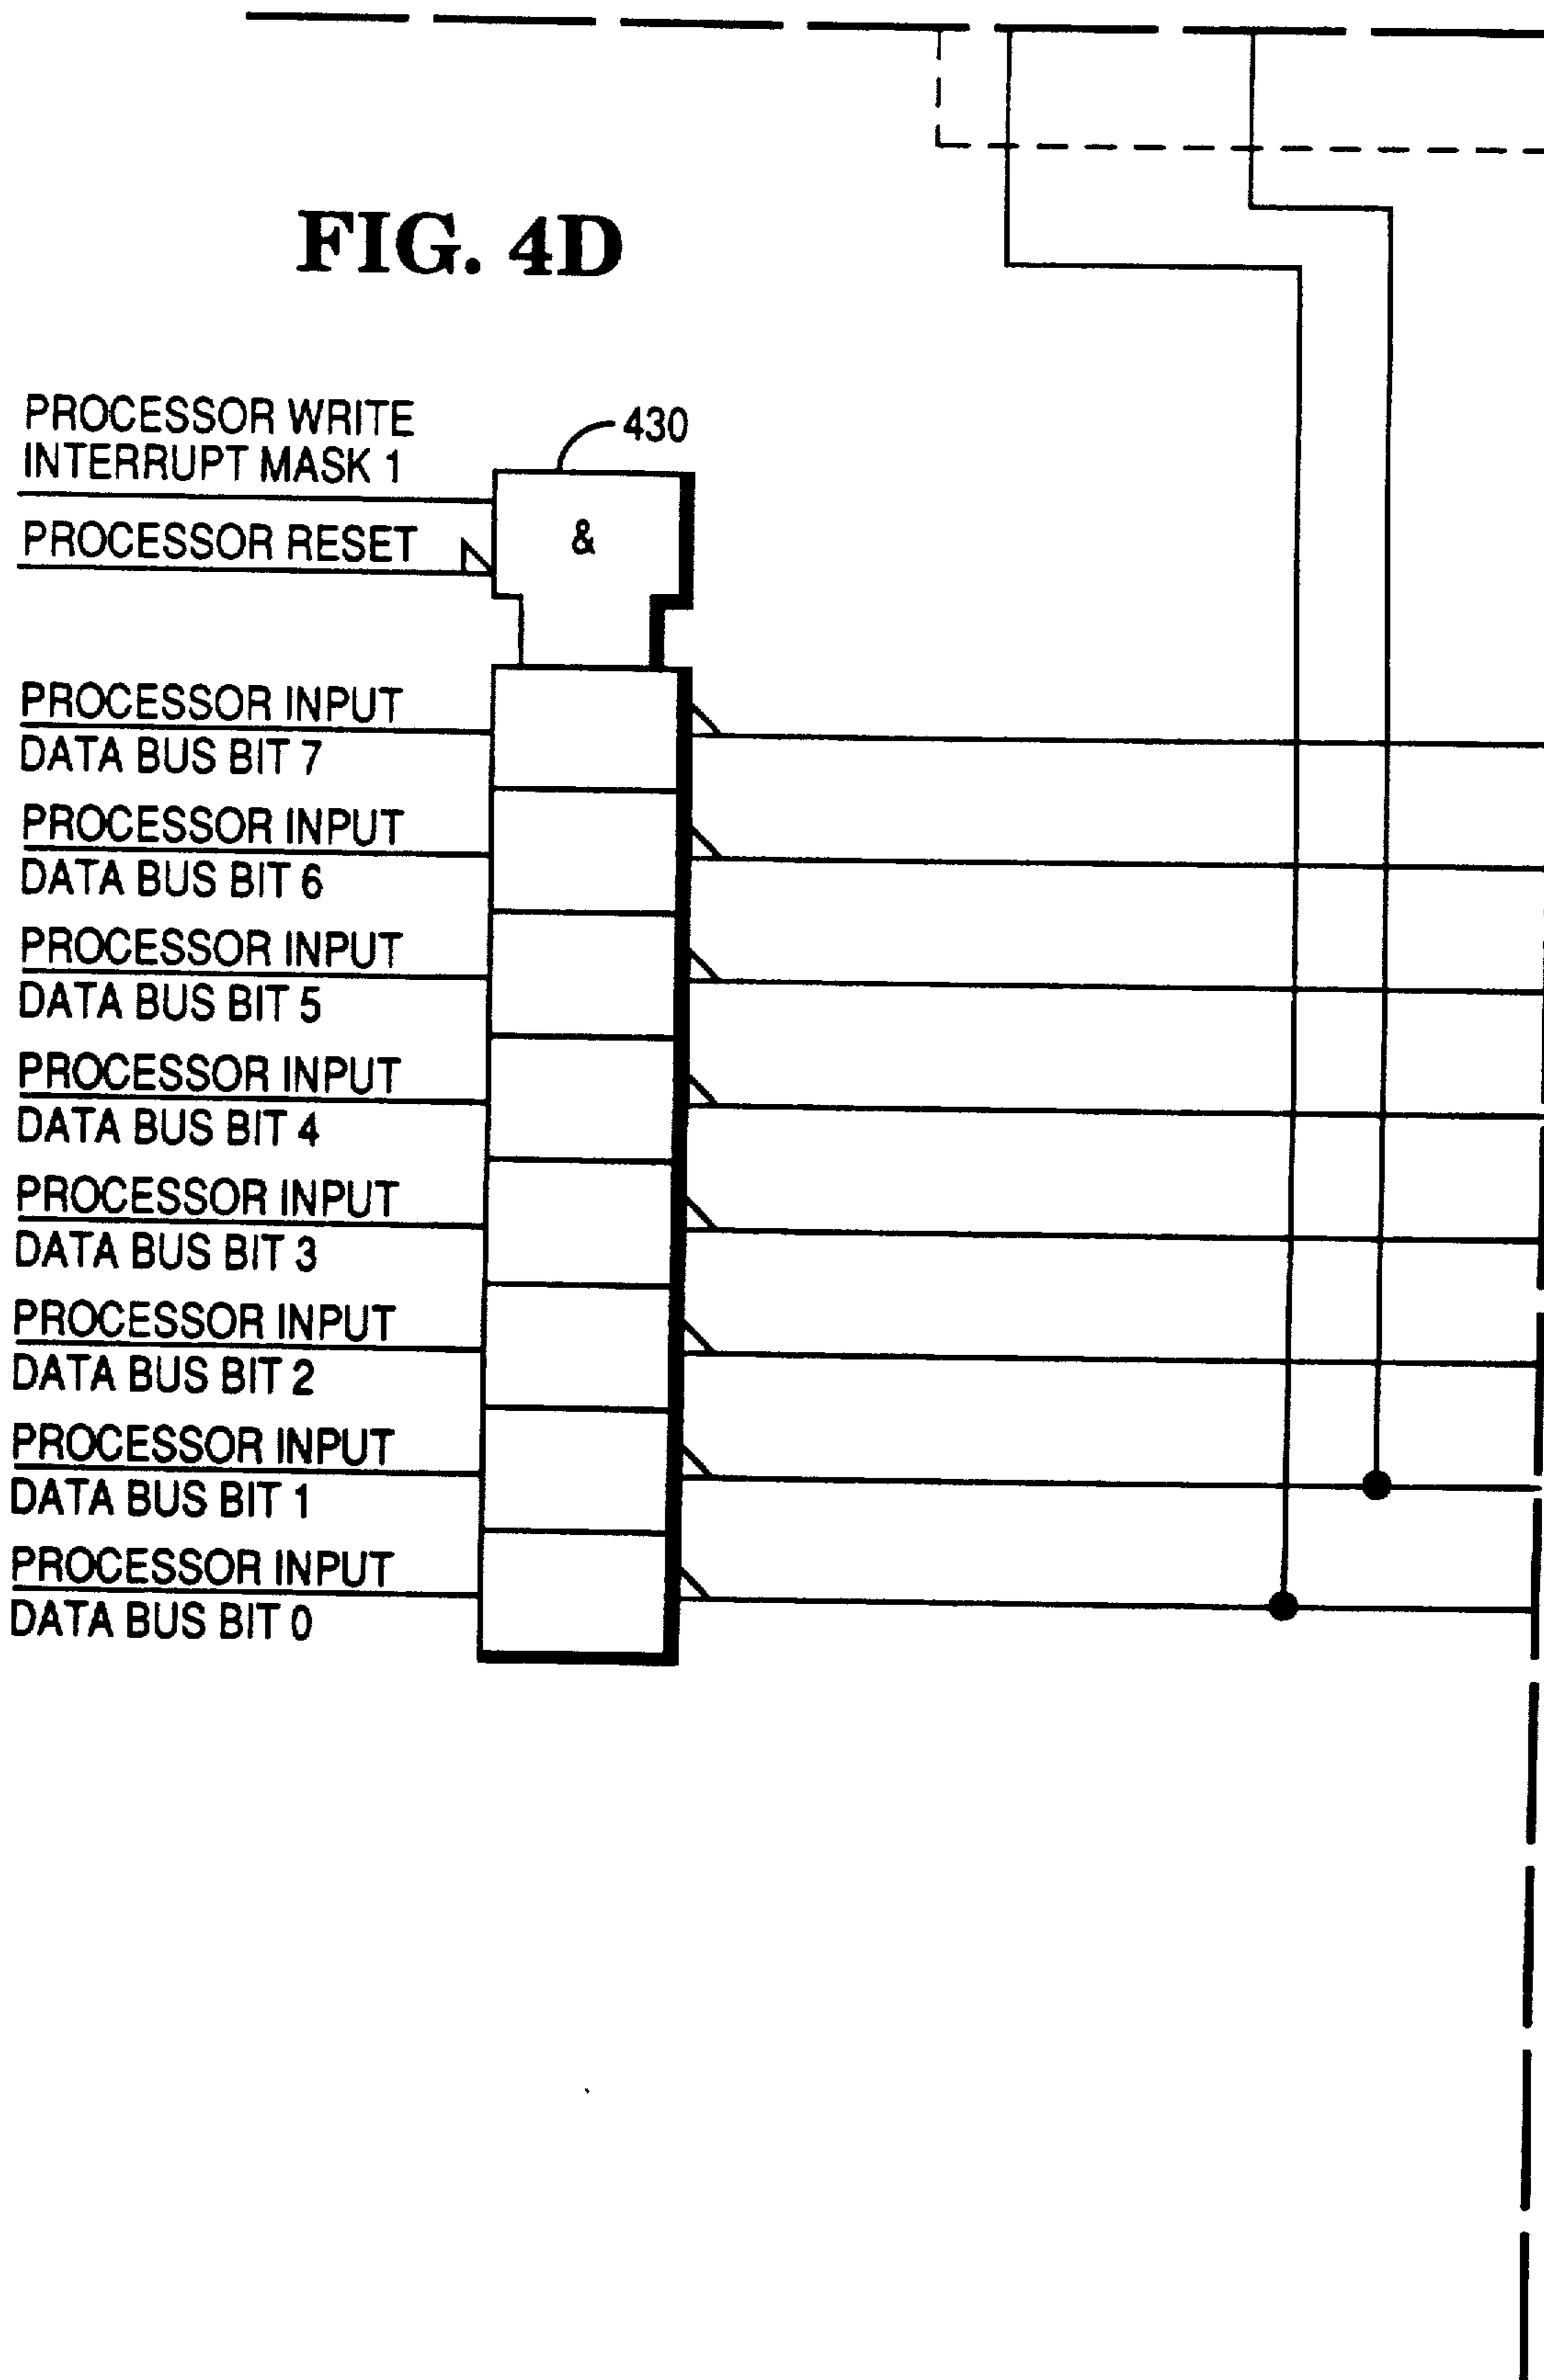 FIG. 4D
PROCESSOR WRITE
INTERRUPT MASK 1
430
PROCESSOR RESET
&
PROCESSOR INPUT
DATA BUS BIT 7
PROCESSOR INPUT
DATA BUS BIT 6
PROCESSOR INPUT
DATA BUS BIT 5
PROCESSOR INPUT
DATA BUS BIT 4
PROCESSOR INPUT
DATA BUS BIT 3
PROCESSOR INPUT
DATA BUS BIT 2
PROCESSOR INPUT
DATA BUS BIT 1
PROCESSOR INPUT
DATA BUS BIT 0